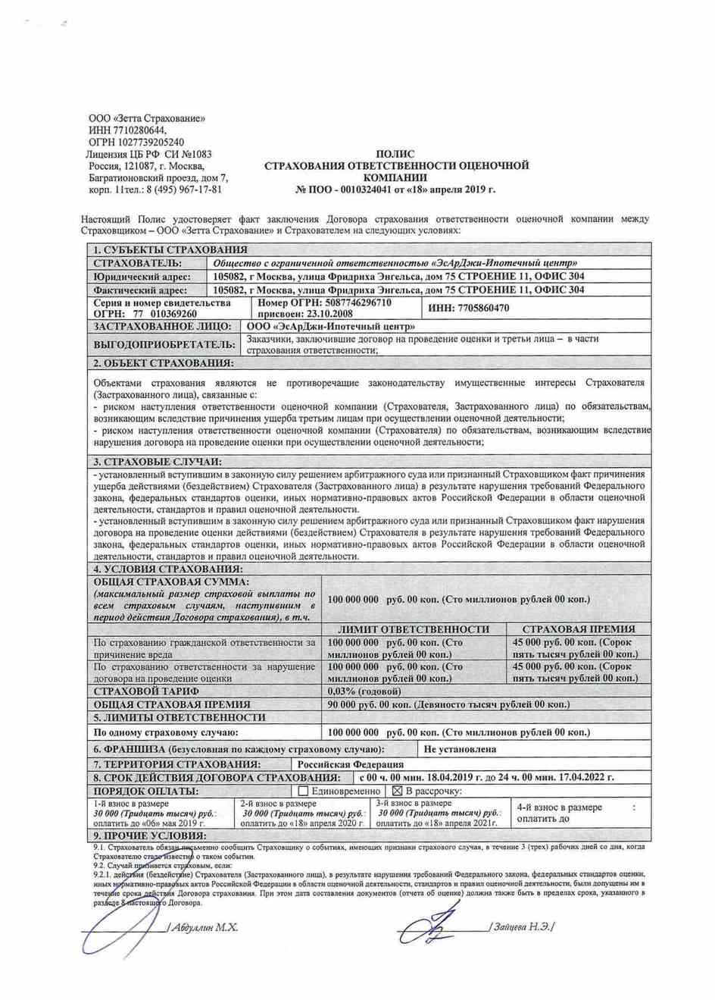 ООО «Зетта Страхование»
ИНН 7710280644,
ОГРН 1027739205240
Лицензия ЦБ РФ СИ №1083
Россия, 121087, г. Москва,
Багратионовский проезд, дом 7,
корп. 11тел.: 8 (495) 967-17-81
ПОЛИС
СТРАХОВАНИЯ ОТВЕТСТВЕННОСТИ ОЦЕНОЧНОЙ
КОМПАНИИ
№ ПОО - 0010324041 от «18» апреля 2019 г.
Настоящий Полис удостоверяет факт заключения Договора страхования ответственности оценочной компании между
Страховщиком – ООО «Зетта Страхование» и Страхователем на следующих условиях:
1. СУБЪЕКТЫ СТРАХОВАНИЯ
СТРАХОВАТЕЛЬ: Общество с ограниченной ответственностью «ЭсАрДжи-Ипотечный центр»
Юридический адрес: 105082, г Москва, улица Фридриха Энгельса, дом 75 СТРОЕНИЕ 11, ОФИС 304
Фактический адрес: 105082, г Москва, улица Фридриха Энгельса, дом 75 СТРОЕНИЕ 11, ОФИС 304
Серия и номер свидетельства
ОГРН: 77 010369260
Номер ОГРН: 5087746296710
присвоен: 23.10.2008
ИНН: 7705860470
ЗАСТРАХОВАННОЕ ЛИЦО: ООО «ЭсАрДжи-Ипотечный центр»
ВЫГОДОПРИОБРЕТАТЕЛЬ:
Заказчики, заключившие договор на проведение оценки и третьи лица – в части
страхования ответственности;
2. ОБЪЕКТ СТРАХОВАНИЯ:
Объектами страхования являются не противоречащие законодательству имущественные интересы Страхователя
(Застрахованного лица), связанные с:
- риском наступления ответственности оценочной компании (Страхователя, Застрахованного лица) по обязательствам,
возникающим вследствие причинения ущерба третьим лицам при осуществлении оценочной деятельности;
- риском наступления ответственности оценочной компании (Страхователя) по обязательствам, возникающим вследствие
нарушения договора на проведение оценки при осуществлении оценочной деятельности;
3. СТРАХОВЫЕ СЛУЧАИ:
- установленный вступившим в законную силу решением арбитражного суда или признанный Страховщиком факт причинения
ущерба действиями (бездействием) Страхователя (Застрахованного лица) в результате нарушения требований Федерального
закона, федеральных стандартов оценки, иных нормативно-правовых актов Российской Федерации в области оценочной
деятельности, стандартов и правил оценочной деятельности.
- установленный вступившим в законную силу решением арбитражного суда или признанный Страховщиком факт нарушения
договора на проведение оценки действиями (бездействием) Страхователя в результате нарушения требований Федерального
закона, федеральных стандартов оценки, иных нормативно-правовых актов Российской Федерации в области оценочной
деятельности, стандартов и правил оценочной деятельности.
4. УСЛОВИЯ СТРАХОВАНИЯ:
ОБЩАЯ СТРАХОВАЯ СУММА:
(максимальный размер страховой выплаты по
всем страховым случаям, наступившим в
период действия Договора страхования), в т.ч.
100 000 000 руб. 00 коп. (Сто миллионов рублей 00 коп.)
ЛИМИТ ОТВЕТСТВЕННОСТИ СТРАХОВАЯ ПРЕМИЯ
По страхованию гражданской ответственности за
причинение вреда
100 000 000 руб. 00 коп. (Сто
миллионов рублей 00 коп.)
45 000 руб. 00 коп. (Сорок
пять тысяч рублей 00 коп.)
По страхованию ответственности за нарушение
договора на проведение оценки
100 000 000 руб. 00 коп. (Сто
миллионов рублей 00 коп.)
45 000 руб. 00 коп. (Сорок
пять тысяч рублей 00 коп.)
СТРАХОВОЙ ТАРИФ 0,03% (годовой)
ОБЩАЯ СТРАХОВАЯ ПРЕМИЯ 90 000 руб. 00 коп. (Девяносто тысяч рублей 00 коп.)
5. ЛИМИТЫ ОТВЕТСТВЕННОСТИ
По одному страховому случаю: 100 000 000 руб. 00 коп. (Сто миллионов рублей 00 коп.)
6. ФРАНШИЗА (безусловная по каждому страховому случаю): Не установлена
7. ТЕРРИТОРИЯ СТРАХОВАНИЯ: Российская Федерация
8. СРОК ДЕЙСТВИЯ ДОГОВОРА СТРАХОВАНИЯ: с 00 ч. 00 мин. 18.04.2019 г. до 24 ч. 00 мин. 17.04.2022 г.
ПОРЯДОК ОПЛАТЫ: ☐ Единовременно ☒ В рассрочку:
1-й взнос в размере
30 000 (Тридцать тысяч) руб.:
оплатить до «06» мая 2019 г.
2-й взнос в размере
30 000 (Тридцать тысяч) руб.:
оплатить до «18» апреля 2020 г.
3-й взнос в размере
30 000 (Тридцать тысяч) руб.:
оплатить до «18» апреля 2021г.
4-й взнос в размере :
оплатить до
9. ПРОЧИЕ УСЛОВИЯ:
9.1. Страхователь обязан письменно сообщить Страховщику о событиях, имеющих признаки страхового случая, в течение 3 (трех) рабочих дней со дня, когда
Страхователю стало известно о таком событии.
9.2. Случай признается страховым, если:
9.2.1. действия (бездействие) Страхователя (Застрахованного лица), в результате нарушения требований Федерального закона, федеральных стандартов оценки,
иных нормативно-правовых актов Российской Федерации в области оценочной деятельности, стандартов и правил оценочной деятельности, были допущены им в
течение срока действия Договора страхования. При этом дата составления документов (отчета об оценке) должна также быть в пределах срока, указанного в
разделе 8 настоящего Договора.
/ Абдуллин М.Х.
/ Зайцева Н.Э./